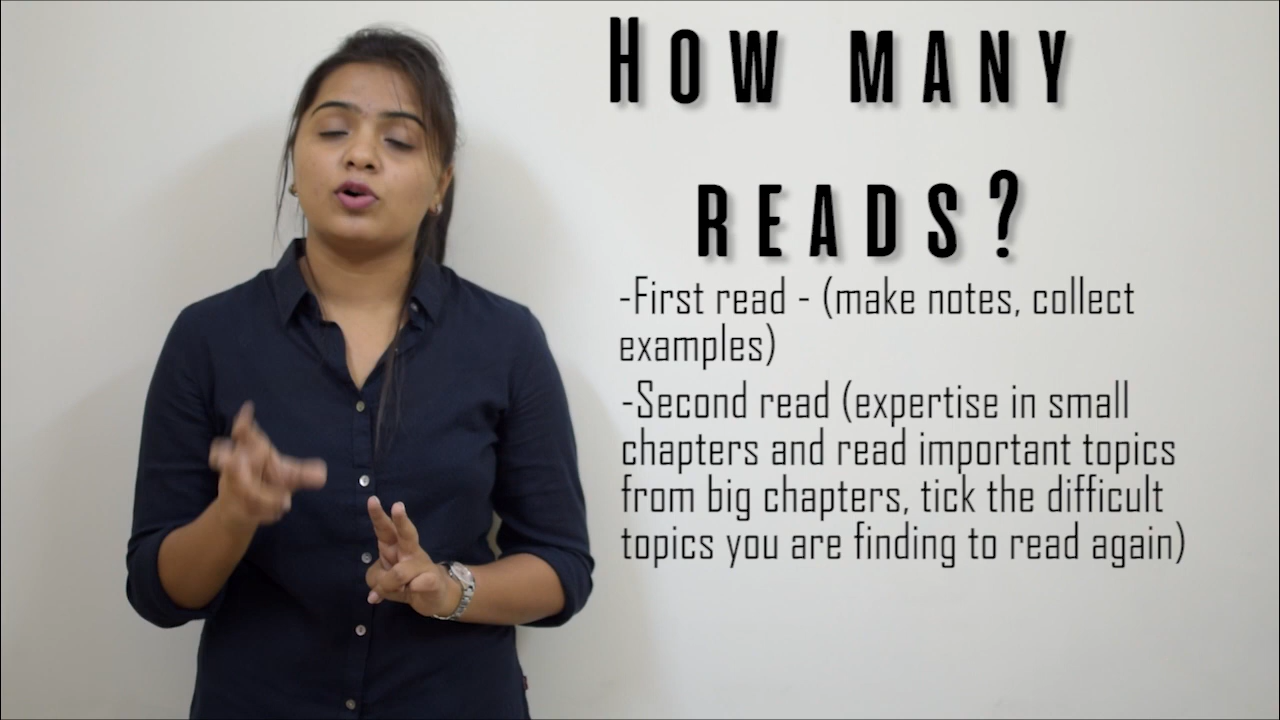 How many
reads?
-First read - (make notes, collect
examples)
-Second read (expertise in small
chapters and read important topics
from big chapters, tick the difficult
topics you are finding to read again)